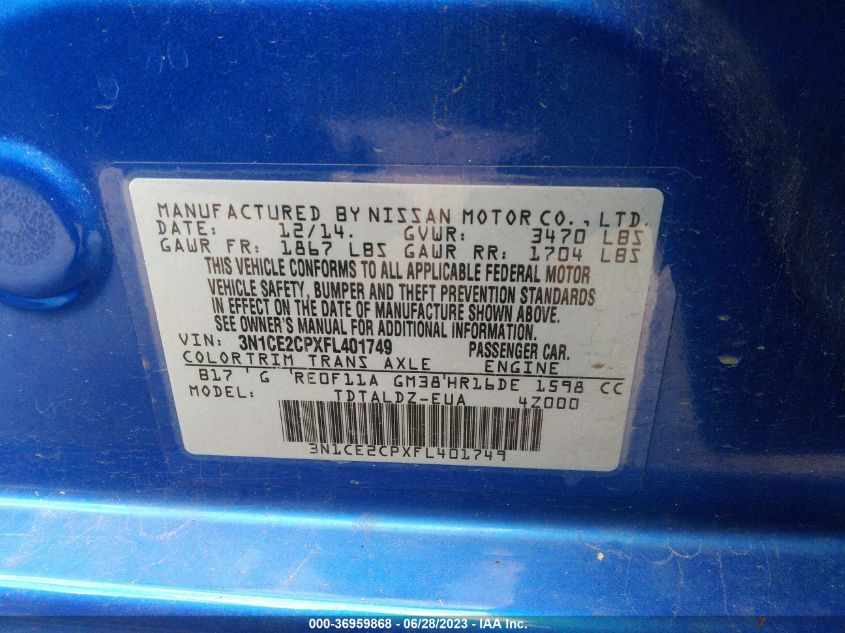 MANUFACTURED BY NISSAN MOTOR CO., LTD.
DATE: 12/14. GVWR: 3470 LBS
GAWR FR: 1867 LBS GAWR RR: 1704 LBS
THIS VEHICLE CONFORMS TO ALL APPLICABLE FEDERAL MOTOR
VEHICLE SAFETY, BUMPER AND THEFT PREVENTION STANDARDS
IN EFFECT ON THE DATE OF MANUFACTURE SHOWN ABOVE.
SEE OWNER'S MANUAL FOR ADDITIONAL INFORMATION.
VIN: 3N1CE2CPXFL401749 PASSENGER CAR.
COLORTRIM TRANS AXLE ENGINE
B17 'G 'RE0F11A GM38'HR16DE 1598 CC
MODEL: TDTALDZ-EUA 4Z000
3N1CE2CPXFL401749
000-36959868 - 06/28/2023 - IAA Inc.